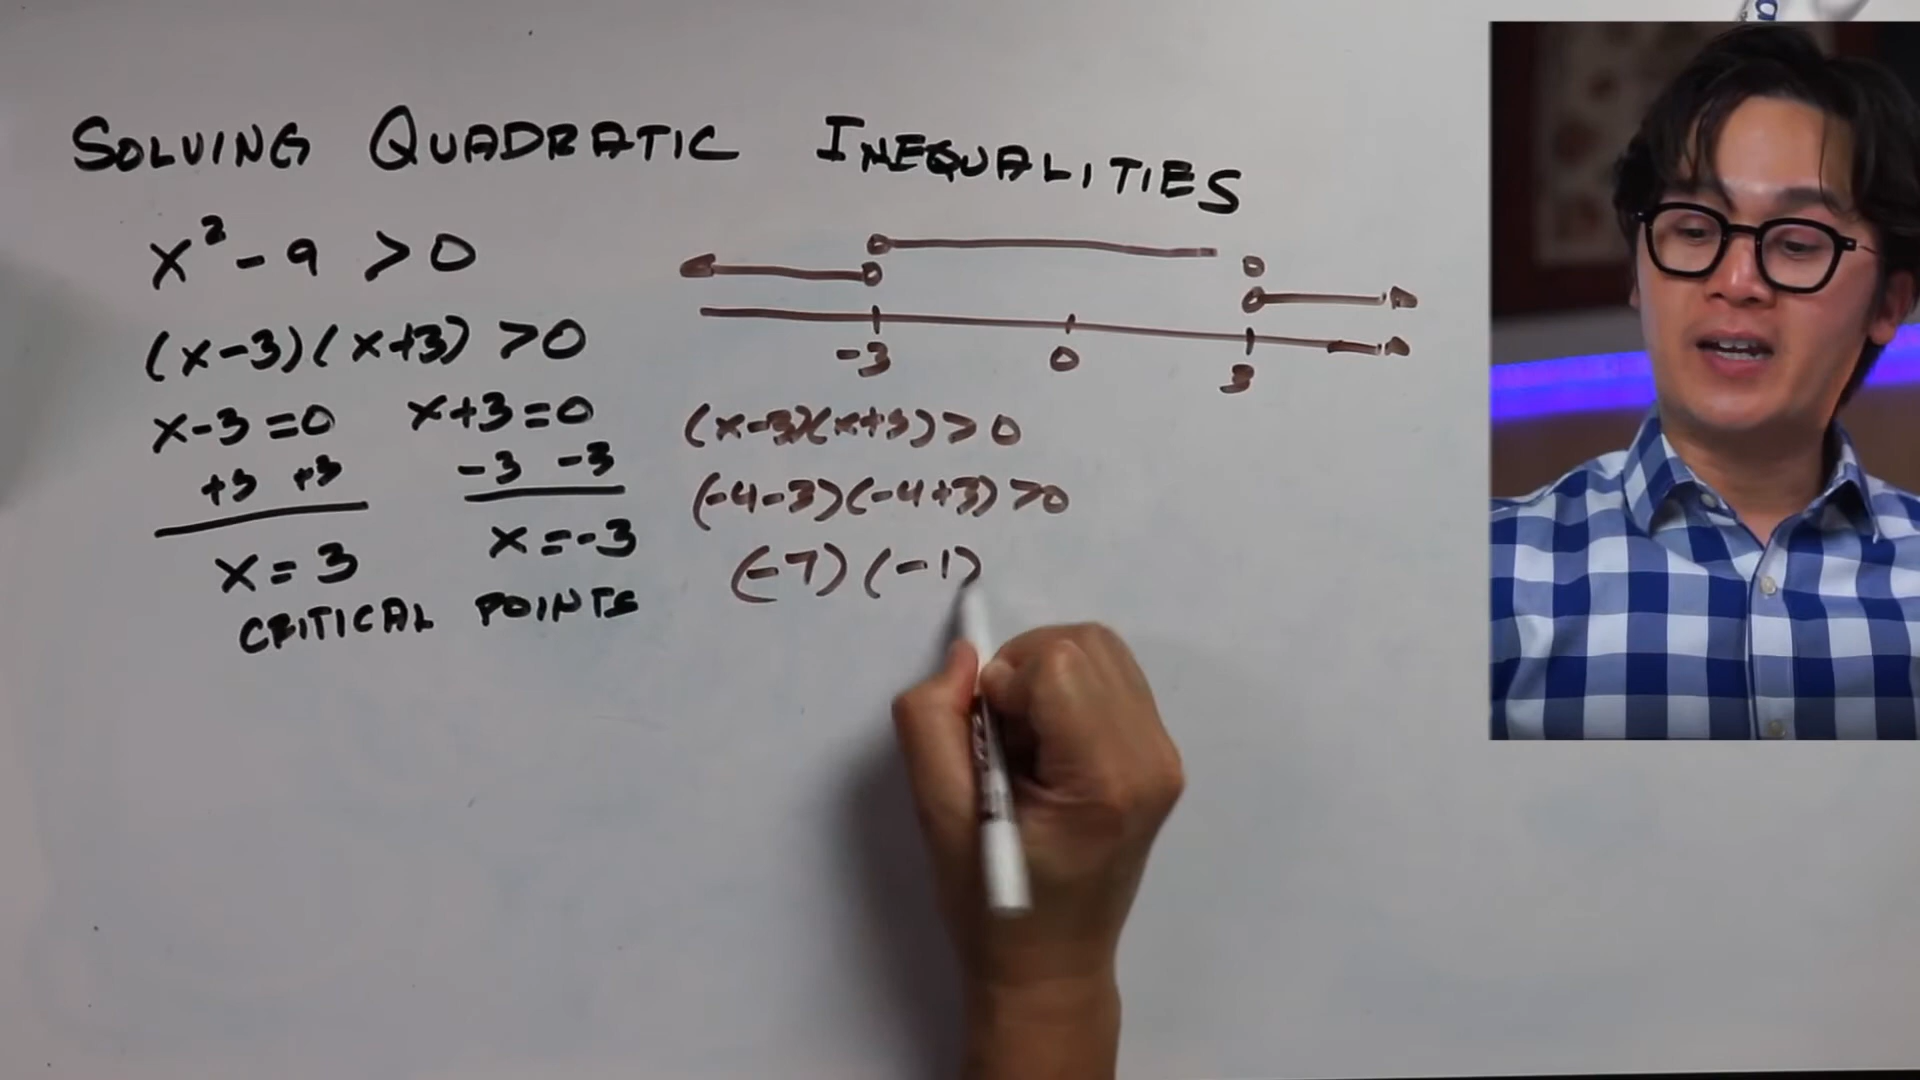 SOLVING QUADRATIC INEQUALITIES
x² - 9 > 0
(x-3)(x+3) > 0
x-3=0 x+3=0
+3 +3 -3 -3
x = 3 x = -3
CRITICAL POINTS
-3 0 3
(x-3)(x+3) > 0
(-4-3)(-4+3) > 0
(-7)(-1)